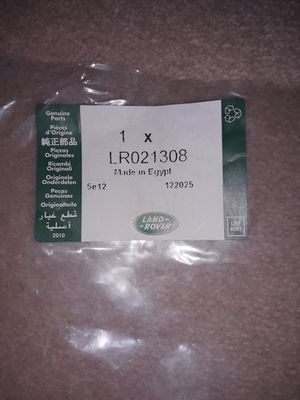 Genuine
Parts
Pièces
d'Origine
純正部品
Piezas
Originales
Ricambi
Originali
Originele
Onderdelen
Peças
Genuinas
Originalteile
قطع غيار
أصلية
2010
1 x
LR021308
Made in Egypt
5e12 122025
LAND-
ROVER